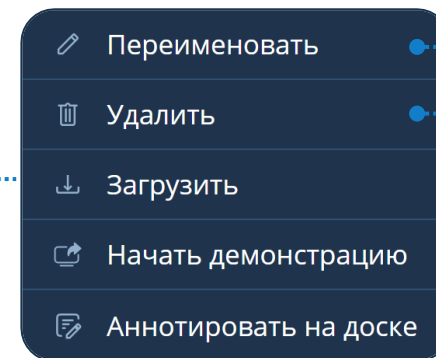 Переименовать
Удалить
Загрузить
Начать демонстрацию
Аннотировать на доске